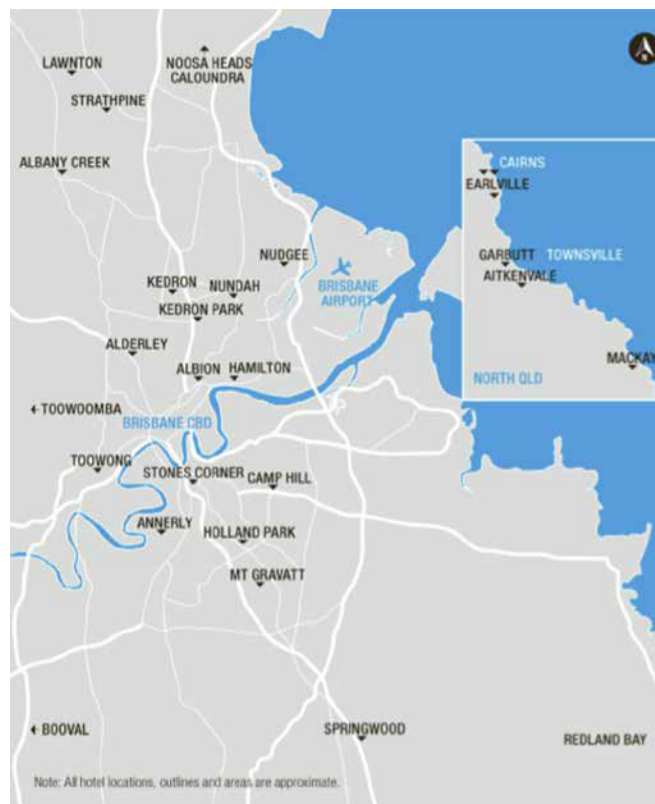 LAWNTON
NOOSA HEADS
CALOUNDRA
N
STRATHPINE
ALBANY CREEK
CAIRNS
EARLVILLE
NUDGEE
GARBUTT
TOWNSVILLE
AITKENVALE
BRISBANE
AIRPORT
KEDRON
NUNDAH
KEDRON PARK
ALDERLEY
MACKAY
ALBION
HAMILTON
NORTH QLD
TOOWOOMBA
BRISBANE CBD
TOOWONG
STONES CORNER
CAMP HILL
ANNERLY
HOLLAND PARK
MT GRAVATT
BOOVAL
SPRINGWOOD
REDLAND BAY
Note: All hotel locations, outlines and areas are approximate.